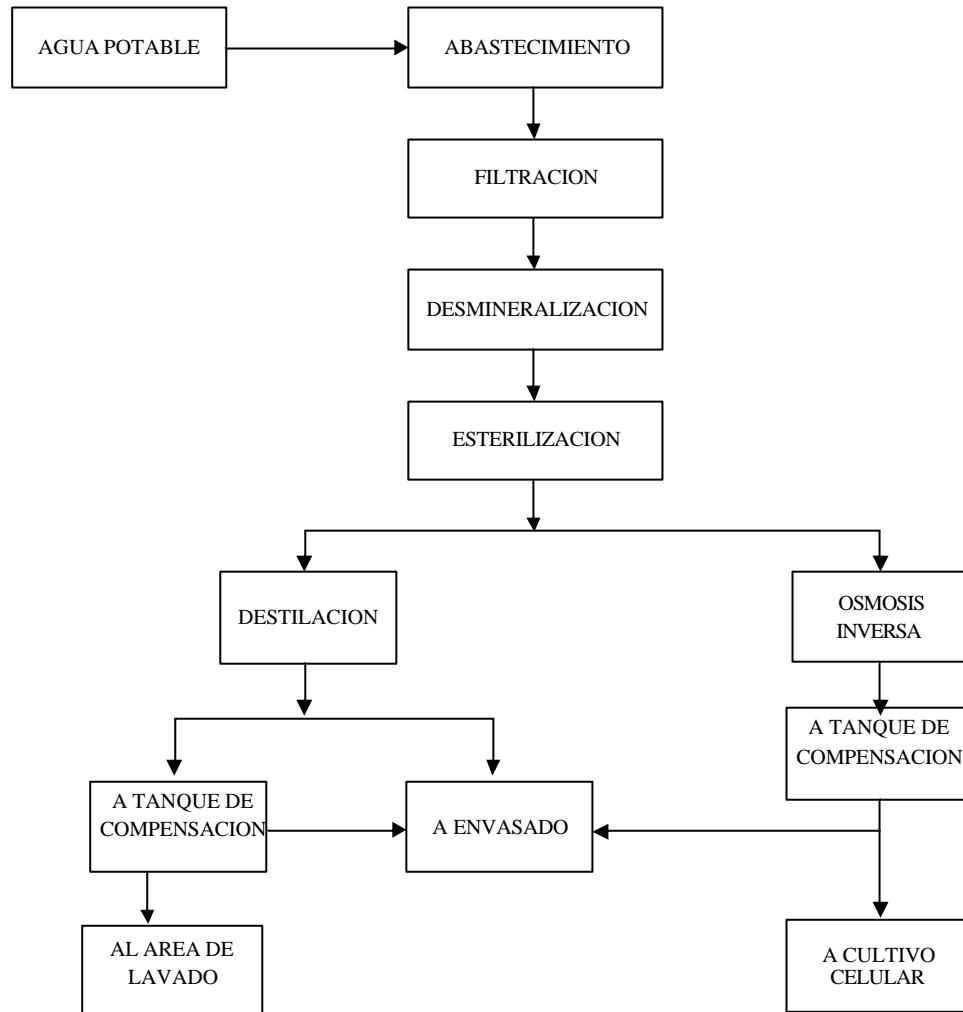 AGUA POTABLE
ABASTECIMIENTO
FILTRACION
DESMINERALIZACION
ESTERILIZACION
DESTILACION
OSMOSIS
INVERSA
A TANQUE DE
COMPENSACION
A TANQUE DE
COMPENSACION
A ENVASADO
AL AREA DE
LAVADO
A CULTIVO
CELULAR